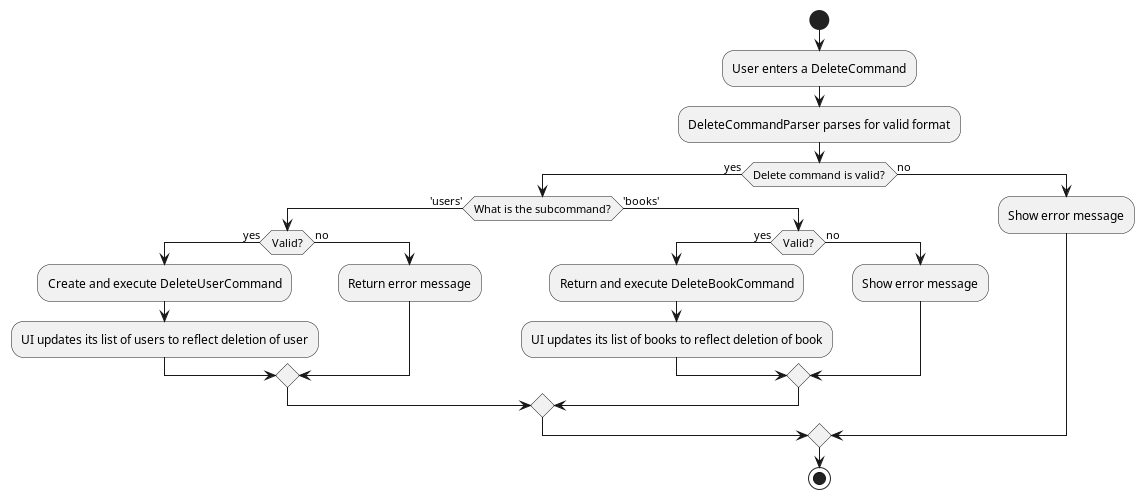 User enters a DeleteCommand
DeleteCommandParser parses for valid format
yes
Delete command is valid?
no
'users'
What is the subcommand?
'books'
Show error message
yes
Valid?
no
yes
Valid?
no
Create and execute DeleteUserCommand
Return error message
Return and execute DeleteBookCommand
Show error message
UI updates its list of users to reflect deletion of user
UI updates its list of books to reflect deletion of book